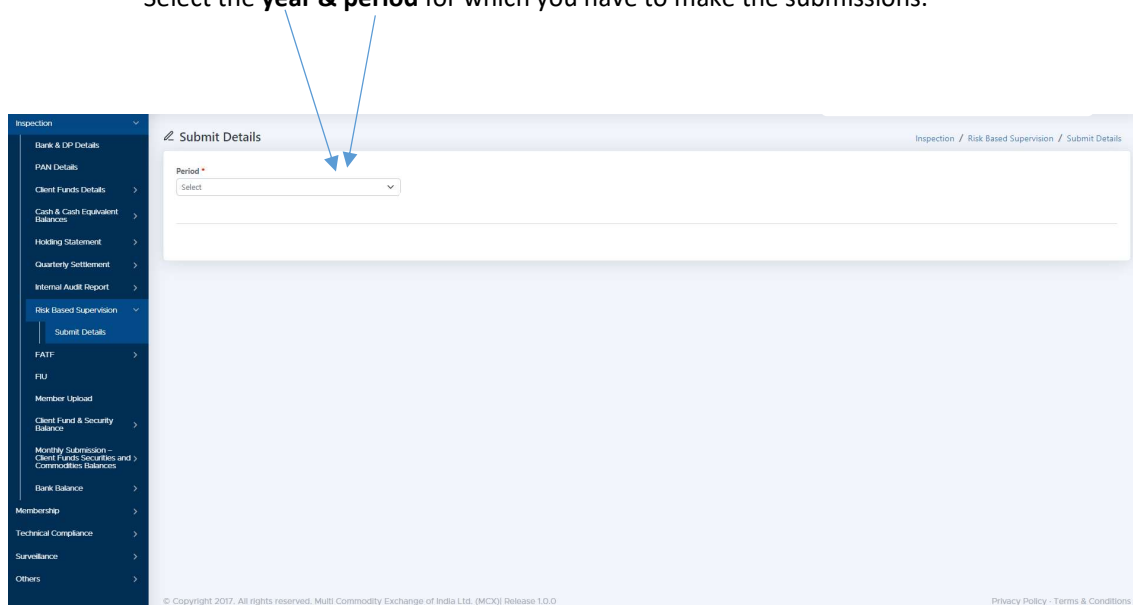 Select the year & period for which you have to make the submissions.
Inspection
Bank & DP Details
PAN Details
Client Funds Details
Cash & Cash Equivalent
Balances
Holding Statement
Quarterly Settlement
Internal Audit Report
Risk Based Supervision
Submit Details
FATF
FIU
Member Upload
Client Fund & Security
Balance
Monthly Submission –
Client Funds Securities and
Commodities Balances
Bank Balance
Membership
Technical Compliance
Surveillance
Others
Submit Details
Inspection / Risk Based Supervision / Submit Details
Period *
Select
© Copyright 2017. All rights reserved. Multi Commodity Exchange of India Ltd. (MCX)| Release 1.0.0
Privacy Policy · Terms & Conditions